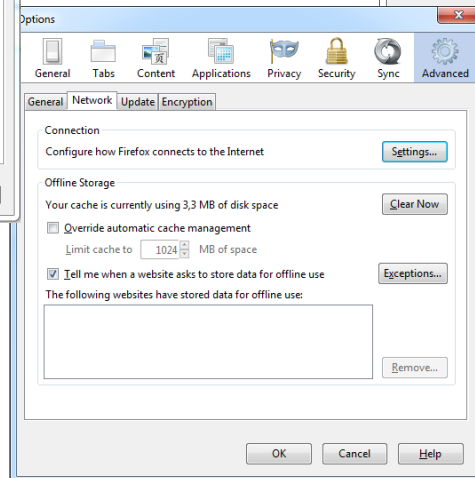 Options
General Tabs Content Applications Privacy Security Sync Advanced
General Network Update Encryption
Connection
Configure how Firefox connects to the Internet Settings...
Offline Storage
Your cache is currently using 3,3 MB of disk space Clear Now
Override automatic cache management
Limit cache to 1024 MB of space
Tell me when a website asks to store data for offline use Exceptions...
The following websites have stored data for offline use:
Remove...
OK Cancel Help